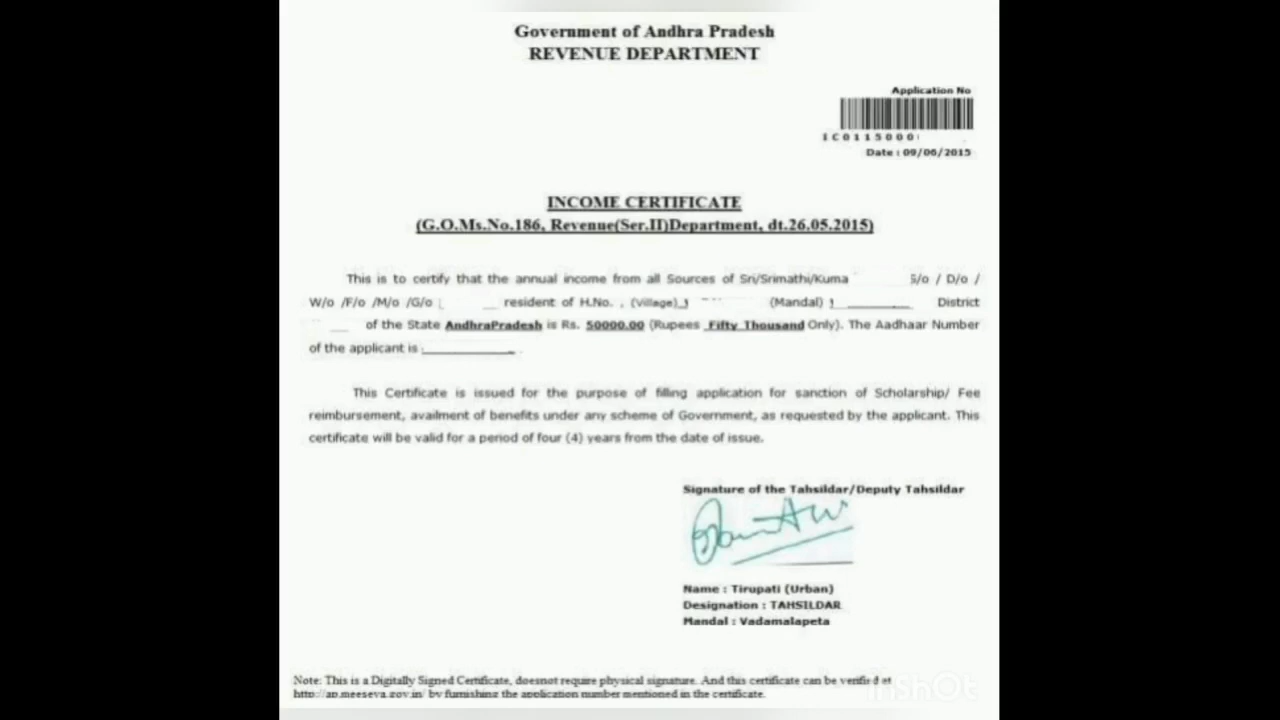 Government of Andhra Pradesh
REVENUE DEPARTMENT
Application No
IC0115000
Date : 09/06/2015
INCOME CERTIFICATE
(G.O.Ms.No.186, Revenue(Ser.II)Department, dt.26.05.2015)
This is to certify that the annual income from all Sources of Sri/Srimathi/Kuma S/o / D/o /
W/o /F/o /M/o /G/o resident of H.No. , (Village) (Mandal) District
of the State AndhraPradesh is Rs. 50000.00 (Rupees Fifty Thousand Only). The Aadhaar Number
of the applicant is
This Certificate is issued for the purpose of filling application for sanction of Scholarship/ Fee
reimbursement, availment of benefits under any scheme of Government, as requested by the applicant. This
certificate will be valid for a period of four (4) years from the date of issue.
Signature of the Tahsildar/Deputy Tahsildar
Name : Tirupati (Urban)
Designation : TAHSILDAR
Mandal : Vadamalapeta
Note: This is a Digitally Signed Certificate, doesnot require physical signature. And this certificate can be verified at
http://ap.meeseva.gov.in/ by furnishing the application number mentioned in the certificate.
InShOt